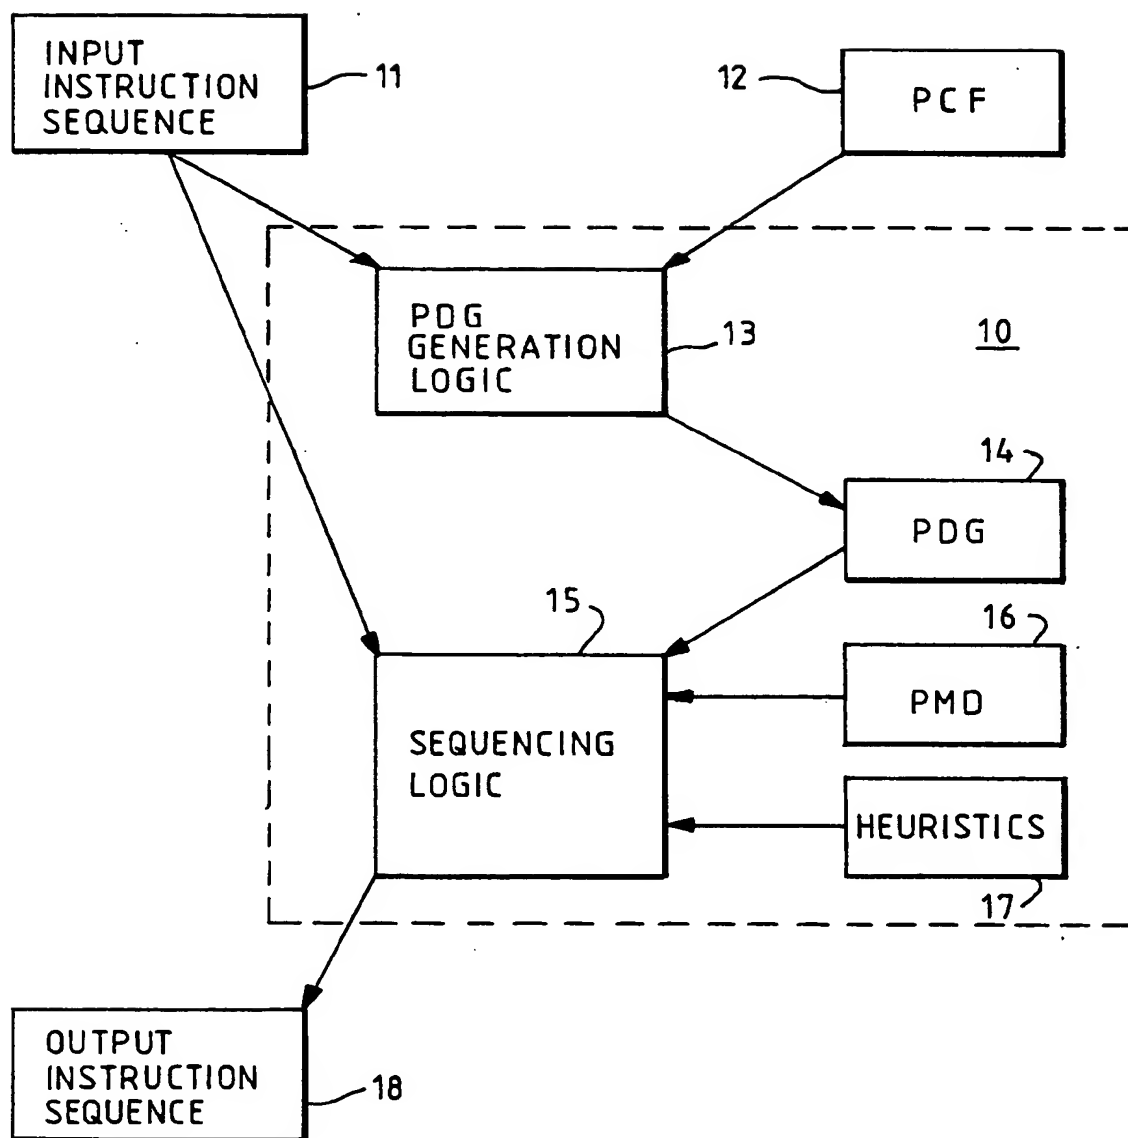 INPUT
INSTRUCTION
SEQUENCE
11
12
PCF
PDG
GENERATION
LOGIC
13
10
14
PDG
15
16
SEQUENCING
LOGIC
PMD
HEURISTICS
17
OUTPUT
INSTRUCTION
SEQUENCE
18